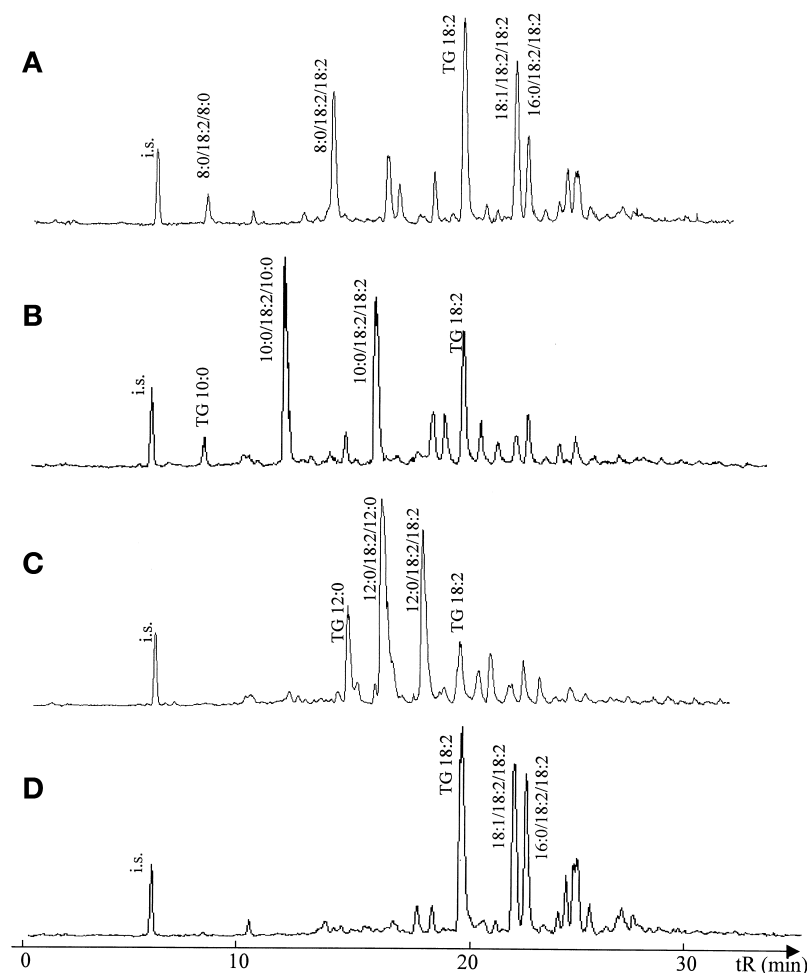 A
i.s.
8:0/18:2/8:0
8:0/18:2/18:2
TG 18:2
18:1/18:2/18:2
16:0/18:2/18:2
B
i.s.
TG 10:0
10:0/18:2/10:0
10:0/18:2/18:2
TG 18:2
C
i.s.
TG 12:0
12:0/18:2/12:0
12:0/18:2/18:2
TG 18:2
D
i.s.
TG 18:2
18:1/18:2/18:2
16:0/18:2/18:2
0 10 20 30 tR (min)